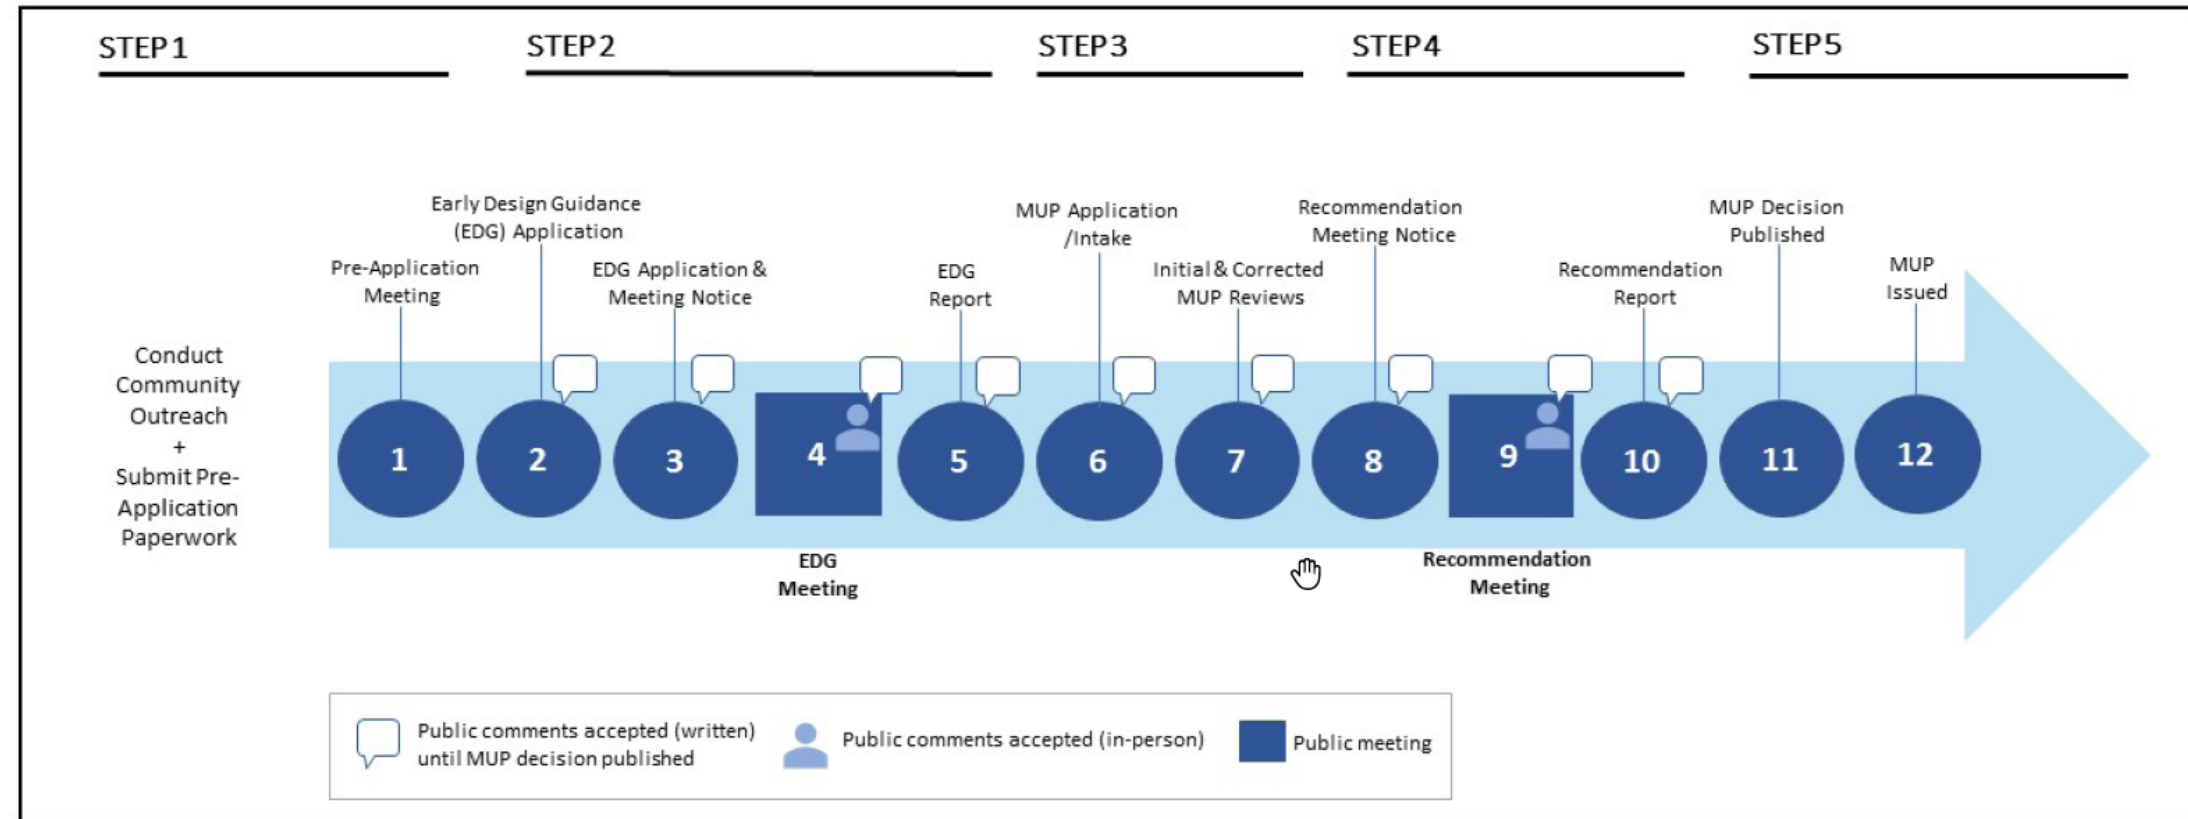 STEP1
STEP2
STEP3
STEP4
STEP5
Early Design Guidance
(EDG) Application
MUP Application
/Intake
Recommendation
Meeting Notice
MUP Decision
Published
Pre-Application
Meeting
EDG Application &
Meeting Notice
EDG
Report
Initial & Corrected
MUP Reviews
Recommendation
Report
MUP
Issued
Conduct
Community
Outreach
+
Submit Pre-
Application
Paperwork
1
2
3
4
5
6
7
8
9
10
11
12
EDG
Meeting
Recommendation
Meeting
Public comments accepted (written)
until MUP decision published
Public comments accepted (in-person)
Public meeting